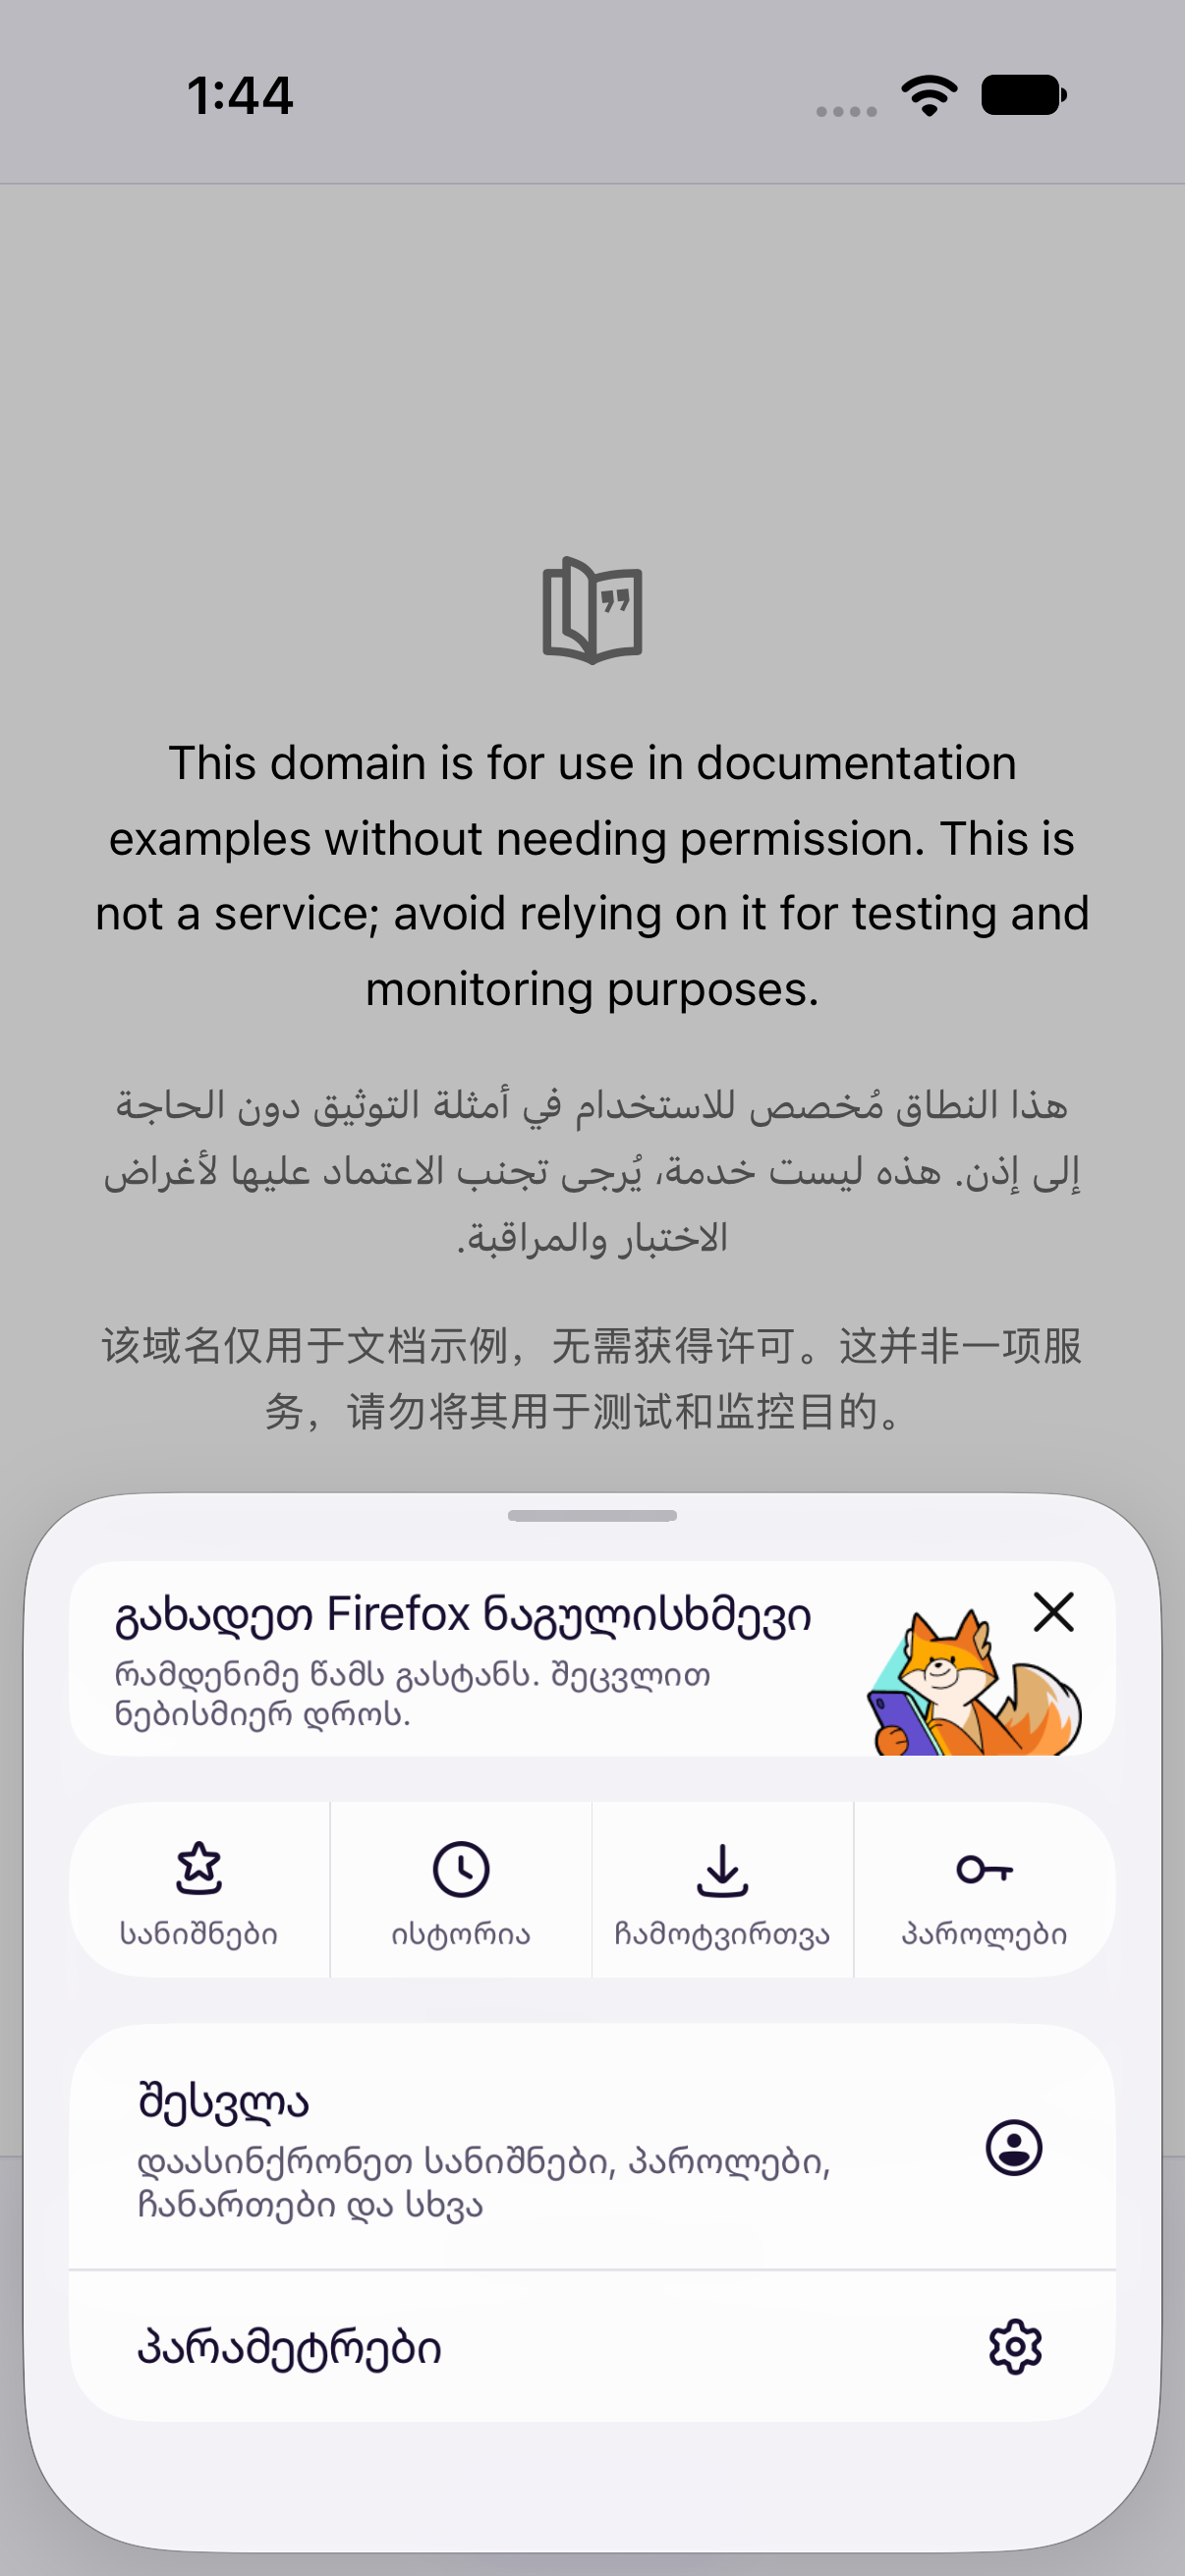 1:44
This domain is for use in documentation
examples without needing permission. This is
not a service; avoid relying on it for testing and
monitoring purposes.
هذا النطاق مُخصص للاستخدام في أمثلة التوثيق دون الحاجة
إلى إذن. هذه ليست خدمة، يُرجى تجنب الاعتماد عليها لأغراض
الاختبار والمراقبة.
该域名仅用于文档示例，无需获得许可。这并非一项服
务，请勿将其用于测试和监控目的。
გახადეთ Firefox ნაგულისხმევი
რამდენიმე წამს გასტანს. შეცვლით
ნებისმიერ დროს.
სანიშნები
ისტორია
ჩამოტვირთვა
პაროლები
შესვლა
დაასინქრონეთ სანიშნები, პაროლები,
ჩანართები და სხვა
პარამეტრები